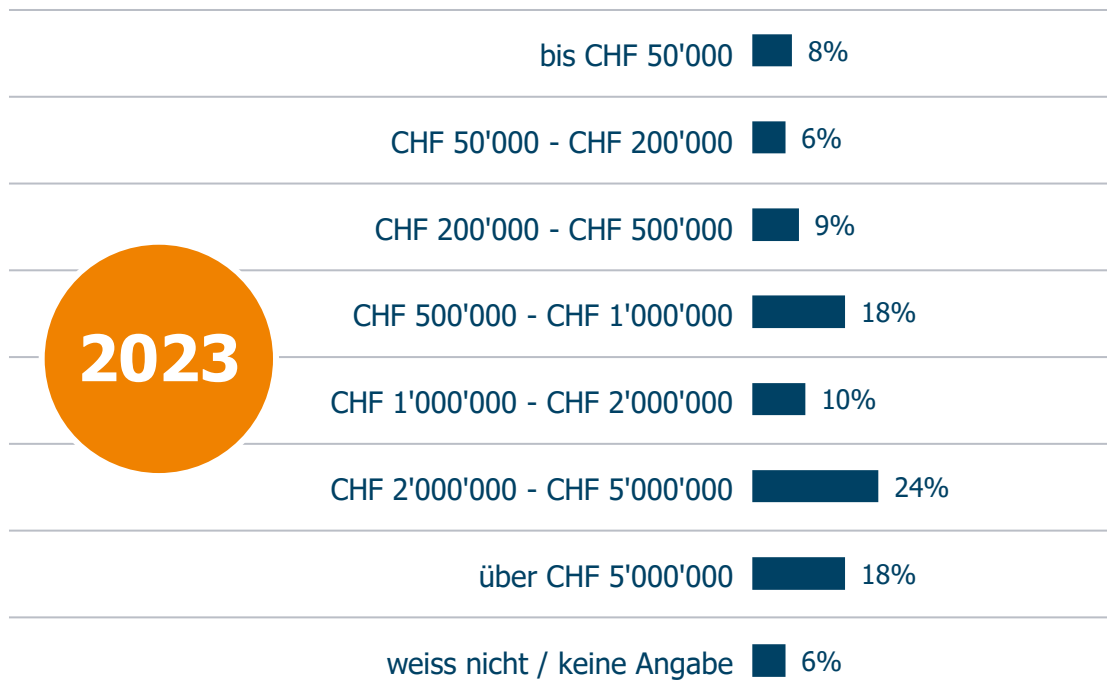 bis CHF 50'000 8%
CHF 50'000 - CHF 200'000 6%
CHF 200'000 - CHF 500'000 9%
CHF 500'000 - CHF 1'000'000 18%
2023
CHF 1'000'000 - CHF 2'000'000 10%
CHF 2'000'000 - CHF 5'000'000 24%
über CHF 5'000'000 18%
weiss nicht / keine Angabe 6%